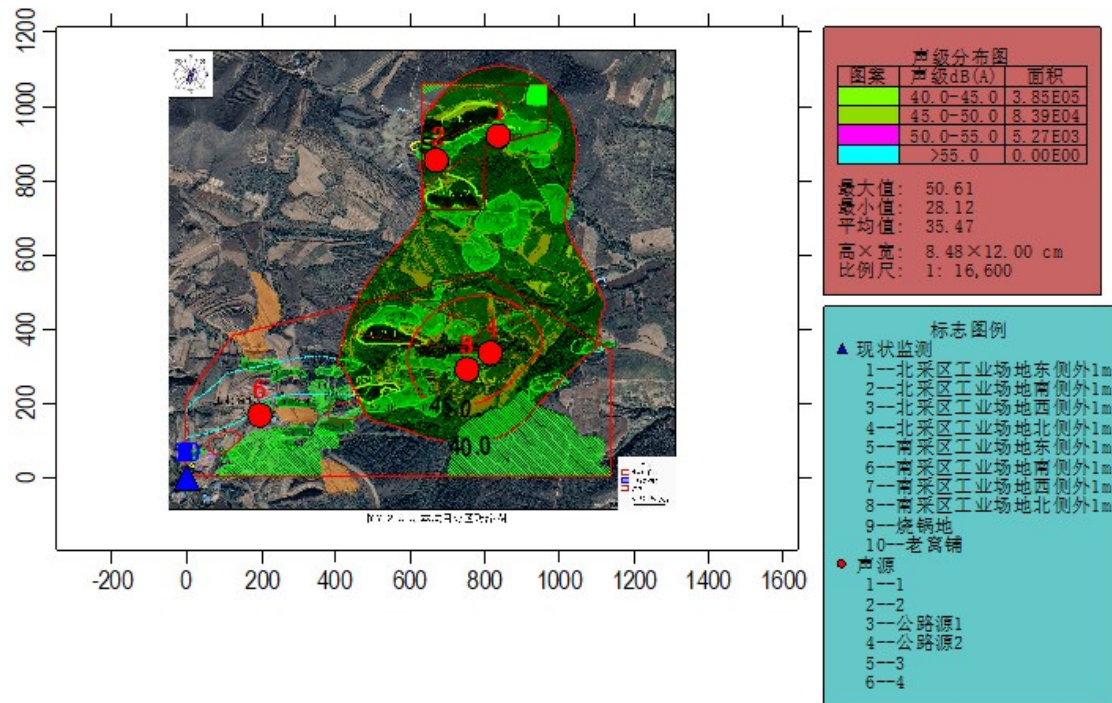 1200
1000
800
600
400
200
0
-200
0
200
400
600
800
1000
1200
1400
1600
1
2
3
4
6
45.0
40.0
声级分布图
图案 声级dB(A) 面积
40.0-45.0 3.85E05
45.0-50.0 8.39E04
50.0-55.0 5.27E03
>55.0 0.00E00
最大值: 50.61
最小值: 28.12
平均值: 35.47
高×宽: 8.48×12.00 cm
比例尺: 1: 16,600
标志图例
现状监测
1--北采区工业场地东侧外1m
2--北采区工业场地南侧外1m
3--北采区工业场地西侧外1m
4--北采区工业场地北侧外1m
5--南采区工业场地东侧外1m
6--南采区工业场地南侧外1m
7--南采区工业场地西侧外1m
8--南采区工业场地北侧外1m
9--烧锅地
10--老窝铺
声源
1--1
2--2
3--公路源1
4--公路源2
5--3
6--4